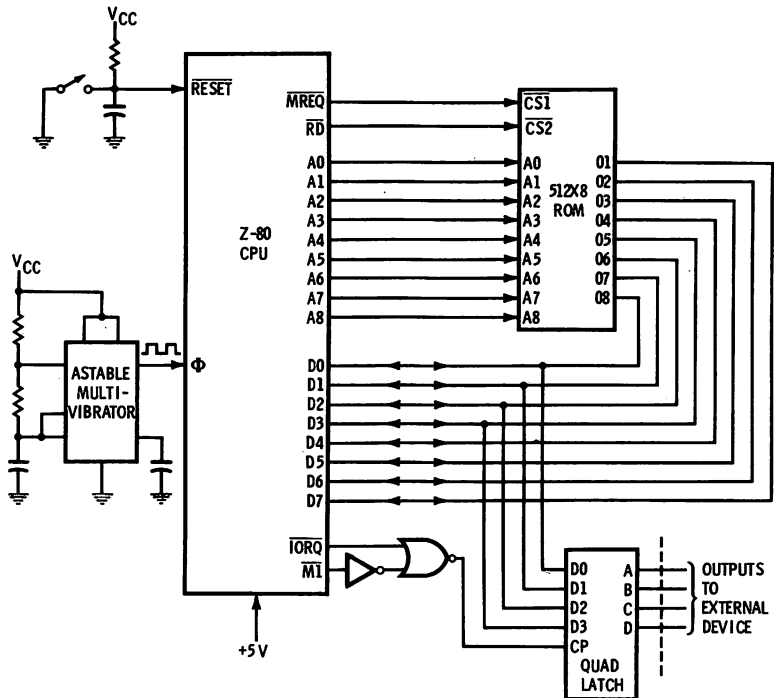 VCC
RESET
MREQ
RD
A0
A1
A2
A3
A4
A5
A6
A7
A8
Z-80
CPU
CS1
CS2
A0
A1
A2
A3
A4
A5
A6
A7
A8
512X8
ROM
01
02
03
04
05
06
07
08
VCC
ASTABLE
MULTI-
VIBRATOR
Φ
D0
D1
D2
D3
D4
D5
D6
D7
IORQ
M1
+5V
D0
D1
D2
D3
CP
A
B
C
D
QUAD
LATCH
OUTPUTS
TO
EXTERNAL
DEVICE